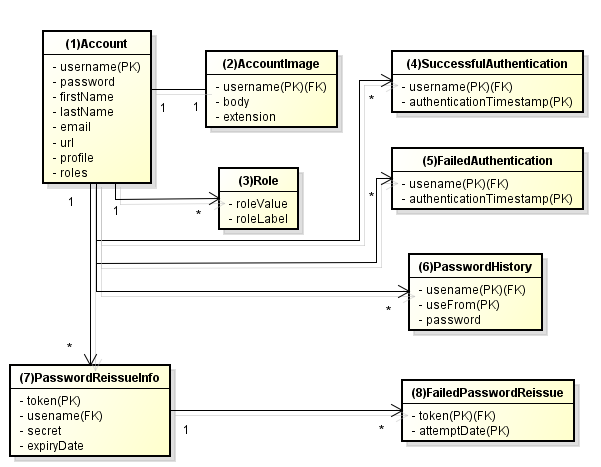 (1)Account
- username(PK)
- password
- firstName
- lastName
- email
- url
- profile
- roles
(2)AccountImage
- username(PK)(FK)
- body
- extension
(4)SuccessfulAuthentication
- username(PK)(FK)
- authenticationTimestamp(PK)
1
1
*
(5)FailedAuthentication
- usename(PK)(FK)
- authenticationTimestamp(PK)
*
(3)Role
- roleValue
- roleLabel
1
1
*
(6)PasswordHistory
- usename(PK)(FK)
- useFrom(PK)
- password
*
*
(7)PasswordReissueInfo
- token(PK)
- usename(FK)
- secret
- expiryDate
(8)FailedPasswordReissue
- token(PK)(FK)
- attemptDate(PK)
1
*